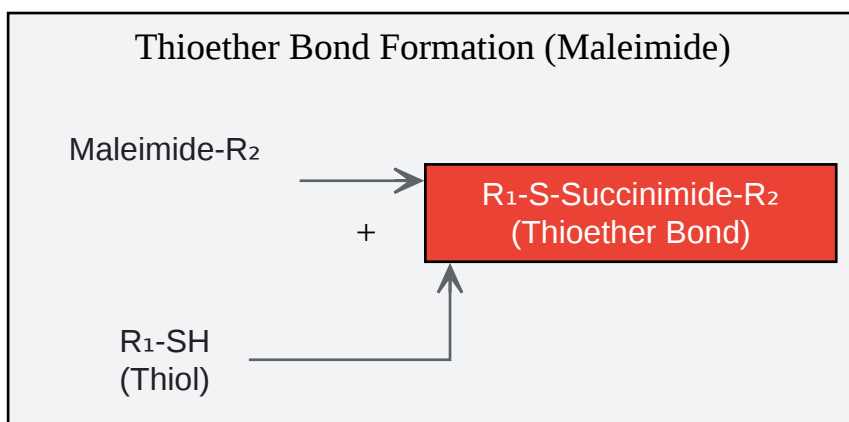 Thioether Bond Formation (Maleimide)
Maleimide-R₂
R₁-S-Succinimide-R₂
(Thioether Bond)
+
R₁-SH
(Thiol)